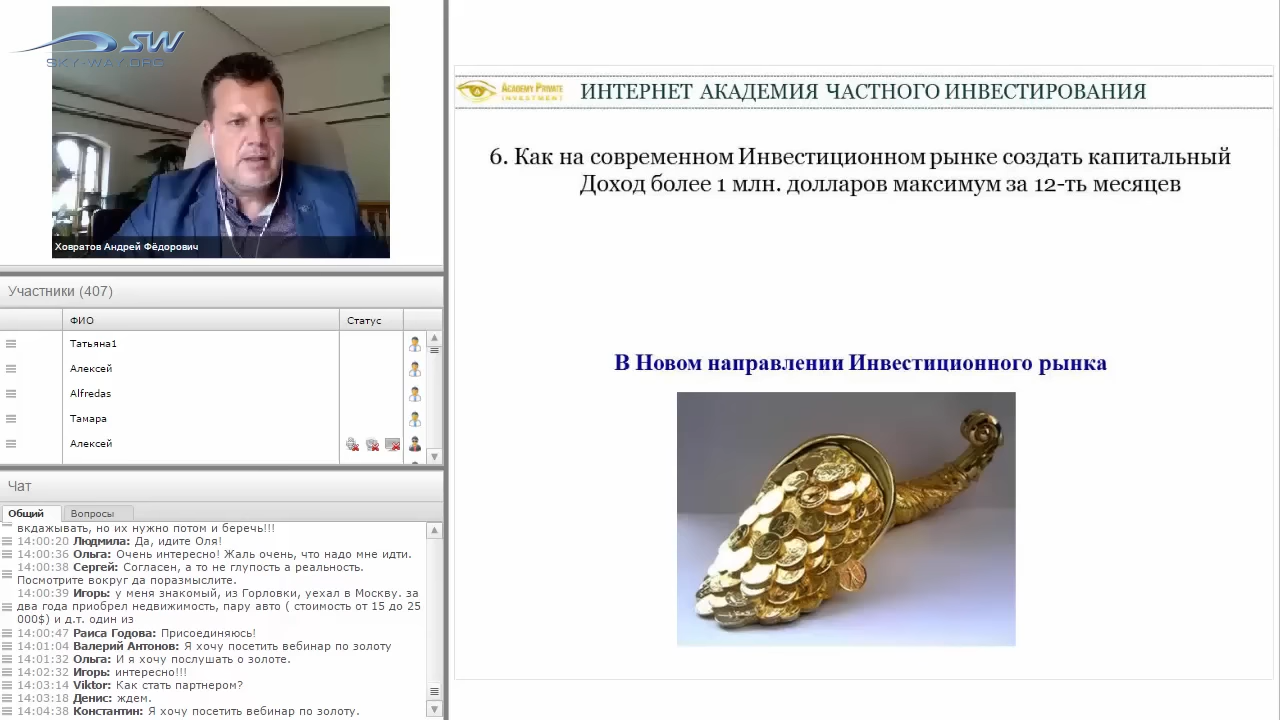 SW
SKY-WAY.ORG
Ховратов Андрей Фёдорович
Участники (407)
ФИО
Статус
Татьяна1
Алексей
Alfredas
Тамара
Алексей
Чат
Общий
Вопросы
вкдажывать, но их нужно потом и беречь!!!
14:00:20 Людмила: Да, идите Оля!
14:00:36 Ольга: Очень интересно! Жаль очень, что надо мне идти.
14:00:38 Сергей: Согласен, а то не глупость а реальность.
Посмотрите вокруг да поразмыслите.
14:00:39 Игорь: у меня знакомый, из Горловки, уехал в Москву. за
два года приобрел недвижимость, пару авто ( стоимость от 15 до 25
000$) и д.т. один из
14:00:47 Раиса Годова: Присоединяюсь!
14:01:04 Валерий Антонов: Я хочу посетить вебинар по золоту
14:01:32 Ольга: И я хочу послушать о золоте.
14:02:32 Игорь: интересно!!!
14:03:14 Viktor: Как стать партнером?
14:03:18 Денис: ждем.
14:04:38 Константин: Я хочу посетить вебинар по золоту.
ACADEMY PRIVATE
INVESTMENT
ИНТЕРНЕТ АКАДЕМИЯ ЧАСТНОГО ИНВЕСТИРОВАНИЯ
6. Как на современном Инвестиционном рынке создать капитальный
Доход более 1 млн. долларов максимум за 12-ть месяцев
В Новом направлении Инвестиционного рынка